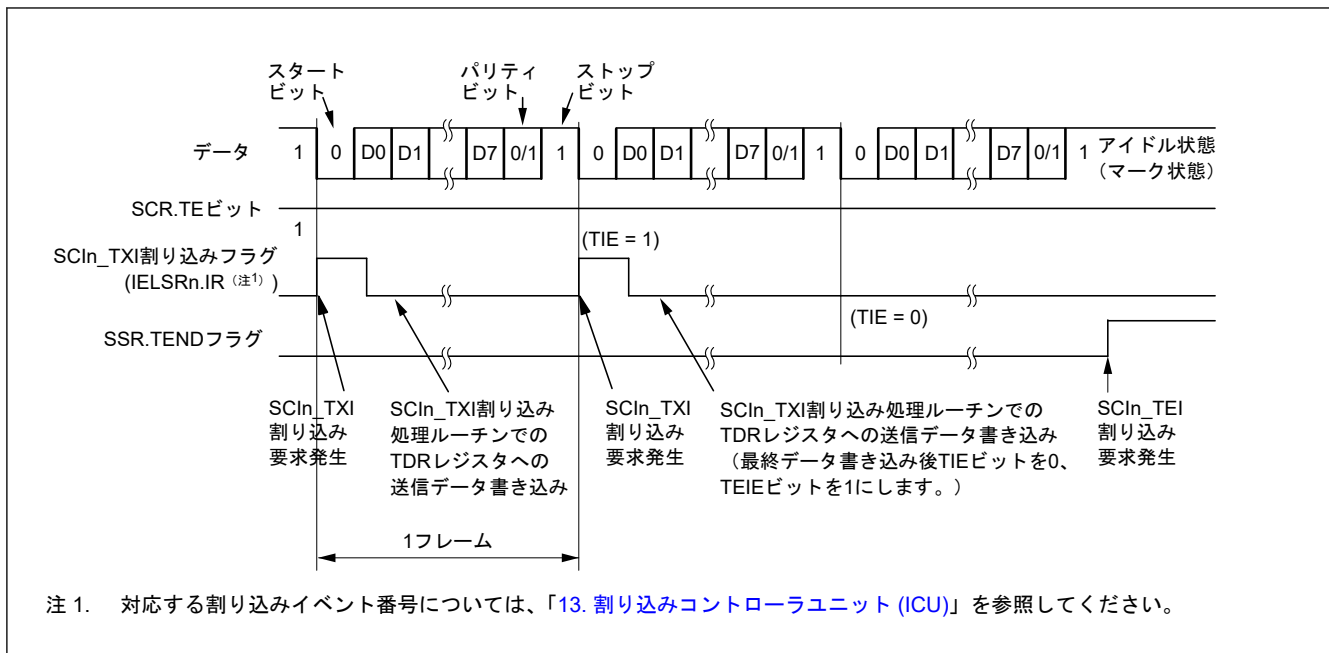 スタート
ビット
パリティ
ビット
ストップ
ビット
データ
1 0 D0 D1 D7 0/1 1 0 D0 D1 D7 0/1 1 0 D0 D1 D7 0/1 1
アイドル状態
（マーク状態）
SCR.TEビット
1
SCIn_TXI割り込みフラグ
(IELSRn.IR（注1）)
(TIE = 1)
(TIE = 0)
SSR.TENDフラグ
SCIn_TXI
割り込み
要求発生
SCIn_TXI割り込み
処理ルーチンでの
TDRレジスタへの
送信データ書き込み
SCIn_TXI
割り込み
要求発生
SCIn_TXI割り込み処理ルーチンでの
TDRレジスタへの送信データ書き込み
（最終データ書き込み後TIEビットを0、
TEIEビットを1にします。）
SCIn_TEI
割り込み
要求発生
1フレーム
注 1. 対応する割り込みイベント番号については、「13. 割り込みコントローラユニット (ICU)」を参照してください。